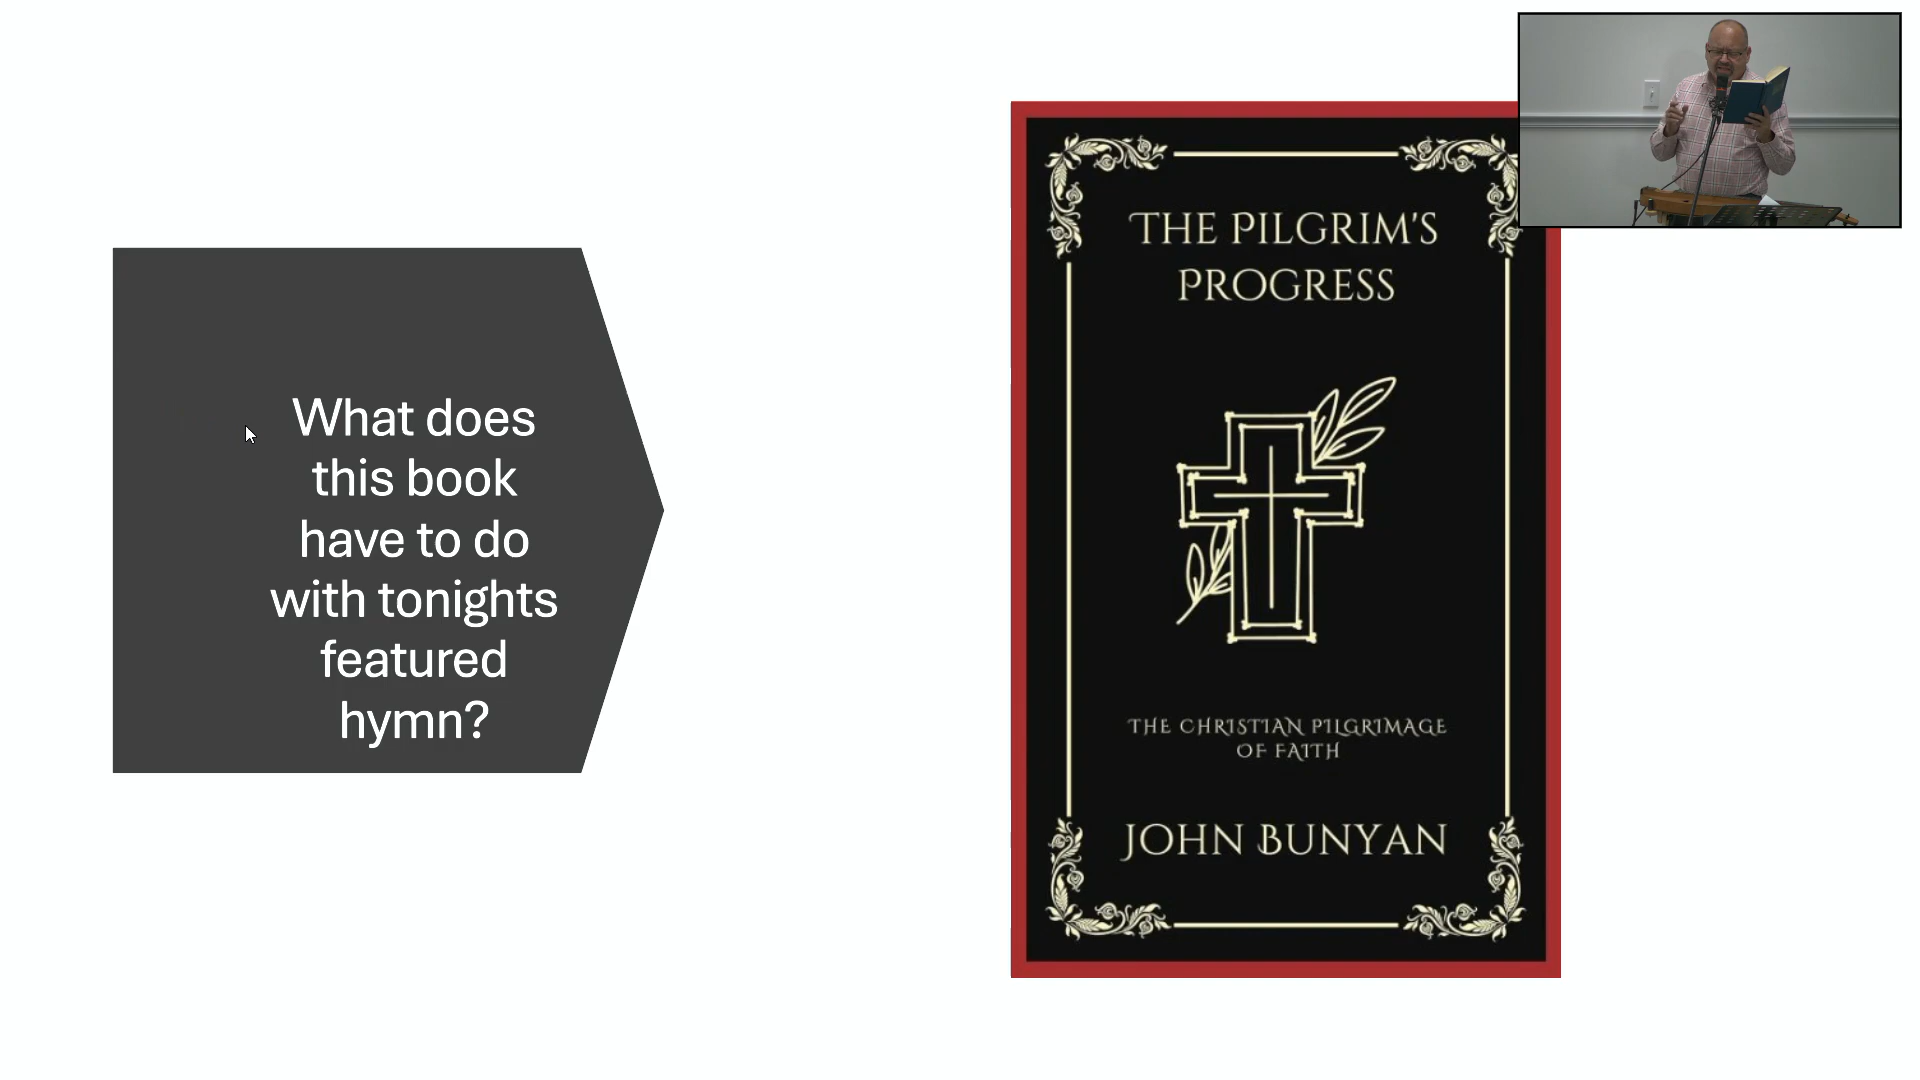 What does
this book
have to do
with tonights
featured
hymn?
THE PILGRIM'S
PROGRESS
THE CHRISTIAN PILGRIMAGE
OF FAITH
JOHN BUNYAN